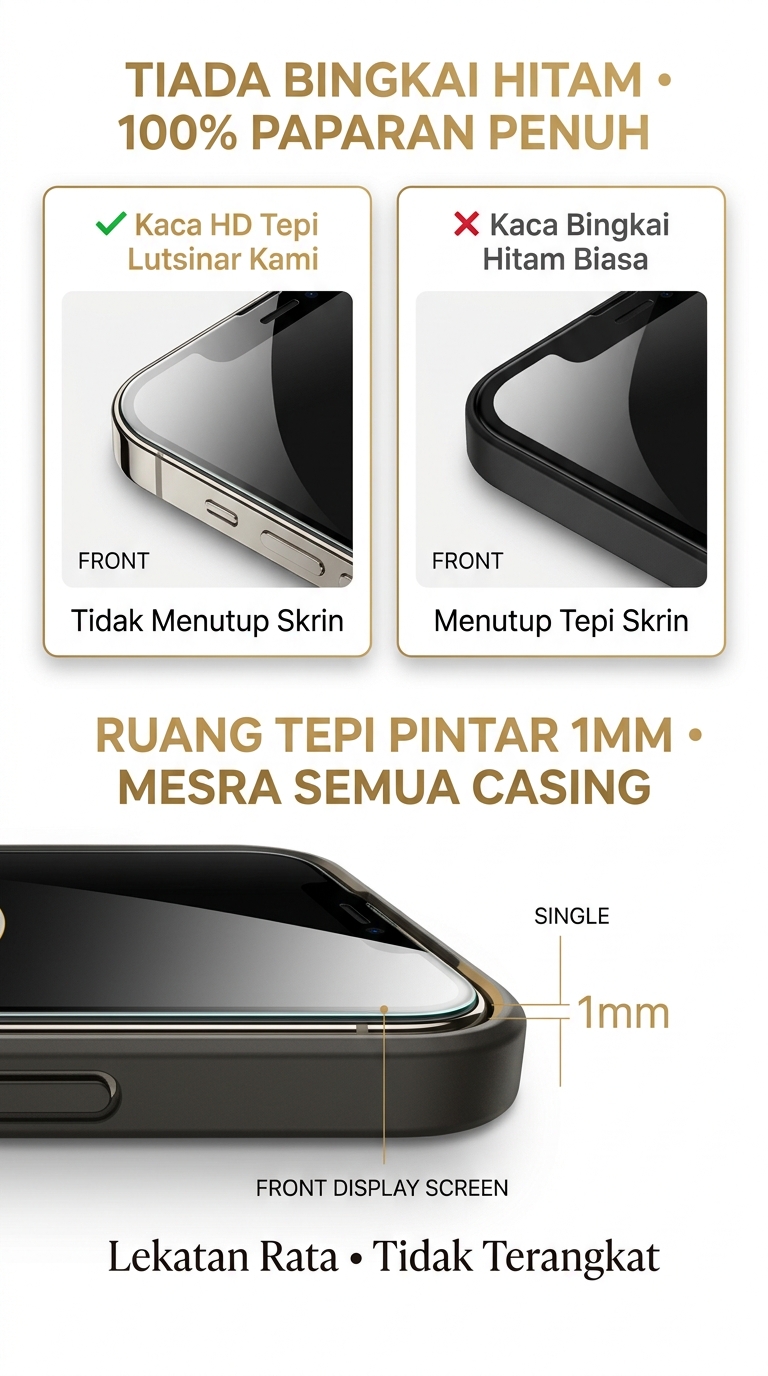 TIADA BINGKAI HITAM •
100% PAPARAN PENUH
Kaca HD Tepi
Lutsinar Kami
FRONT
Tidak Menutup Skrin
Kaca Bingkai
Hitam Biasa
FRONT
Menutup Tepi Skrin
RUANG TEPI PINTAR 1MM •
MESRA SEMUA CASING
SINGLE
1mm
FRONT DISPLAY SCREEN
Lekatan Rata • Tidak Terangkat